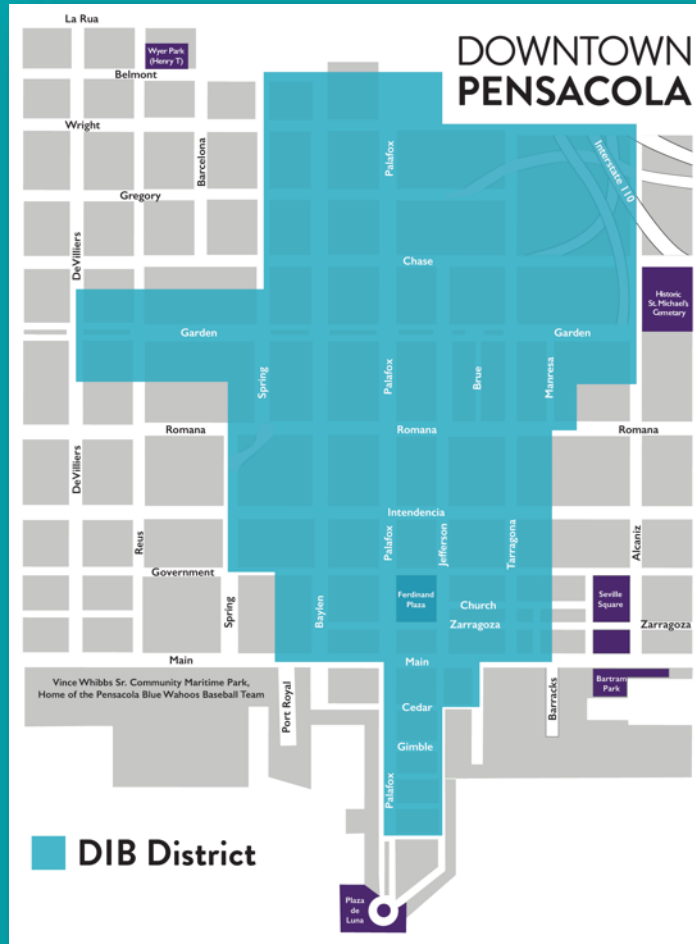 La Rua
DOWNTOWN
PENSACOLA
Wyer Park
(Henry T)
Belmont
Wright
Barcelona
Palafox
Interstate 110
Gregory
DeVilliers
Chase
Historic
St. Michael's
Cemetary
Garden
Garden
Spring
Palafox
Brue
Manresa
Romana
Romana
Romana
DeVilliers
Intendencia
Reus
Palafox
Jefferson
Tarragona
Alcaniz
Government
Spring
Baylen
Ferdinand
Plaza
Church
Zarragoza
Seville
Square
Zarragoza
Main
Main
Vince Whibbs Sr. Community Maritime Park,
Home of the Pensacola Blue Wahoos Baseball Team
Port Royal
Cedar
Barracks
Bartram
Park
Gimble
Palafox
DIB District
Plaza
de
Luna